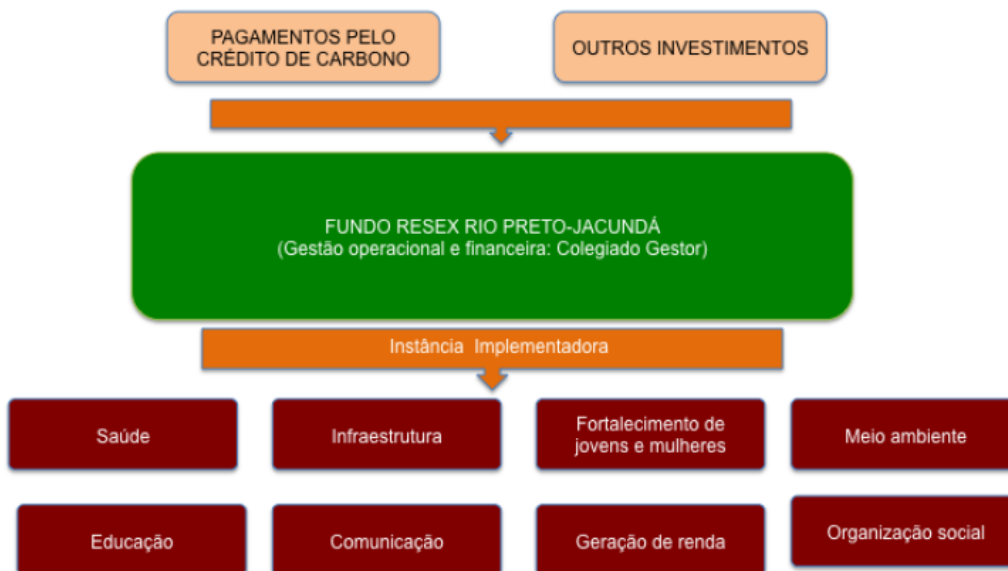 PAGAMENTOS PELO
CRÉDITO DE CARBONO
OUTROS INVESTIMENTOS
FUNDO RESEX RIO PRETO-JACUNDÁ
(Gestão operacional e financeira: Colegiado Gestor)
Instância Implementadora
Saúde
Infraestrutura
Fortalecimento de
jovens e mulheres
Meio ambiente
Educação
Comunicação
Geração de renda
Organização social